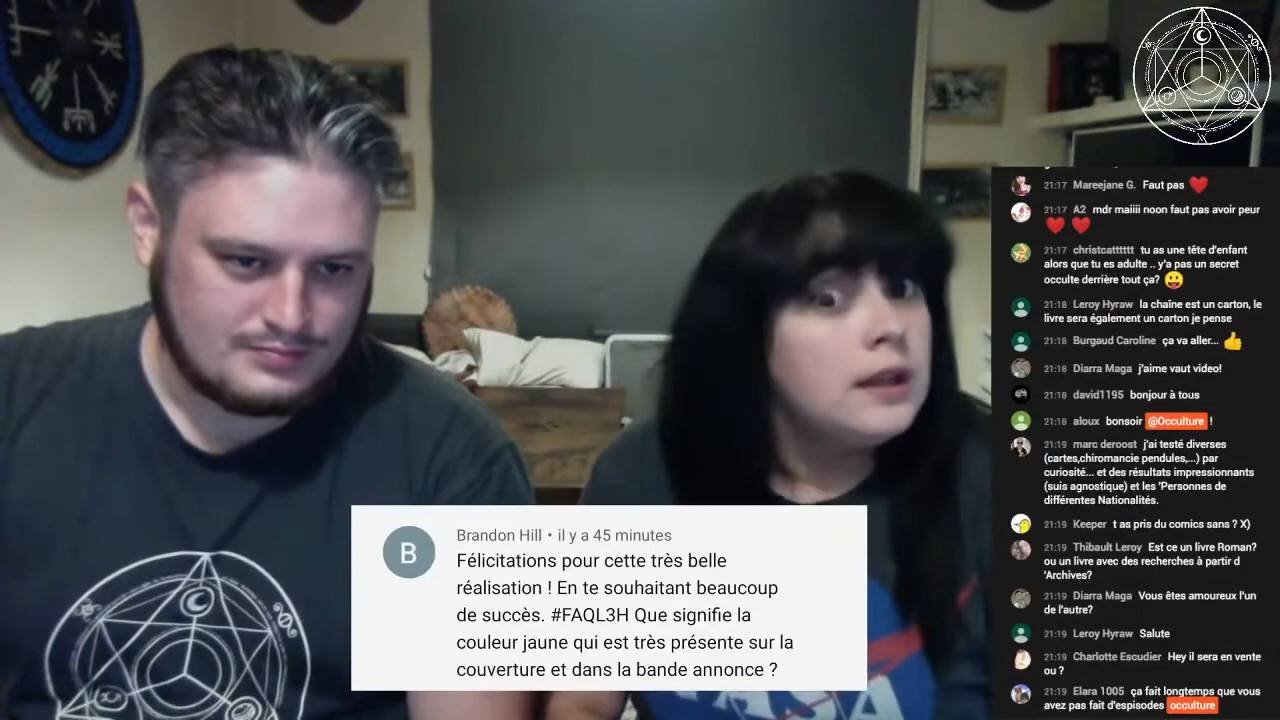 21:17 Mareejane G. Faut pas ❤️
21:17 A2 mdr maiiii noon faut pas avoir peur
❤️ ❤️
21:17 christcatttttt tu as une tête d'enfant
alors que tu es adulte .. y'a pas un secret
occulte derrière tout ça? 😛
21:18 Leroy Hyraw la chaîne est un carton, le
livre sera également un carton je pense
21:18 Burgaud Caroline ça va aller... 👍
21:18 Diarra Maga j'aime vaut video!
21:18 david1195 bonjour à tous
21:18 aloux bonsoir @Occulture !
21:19 marc deroost j'ai testé diverses
(cartes,chiromancie pendules,...) par
curiosité... et des résultats impressionnants
(suis agnostique) et les 'Personnes de
différentes Nationalités.
21:19 Keeper t as pris du comics sans ? X)
21:19 Thibault Leroy Est ce un livre Roman?
ou un livre avec des recherches à partir d
'Archives?
21:19 Diarra Maga Vous êtes amoureux l'un
de l'autre?
21:19 Leroy Hyraw Salute
21:19 Charlotte Escudier Hey il sera en vente
ou ?
21:19 Elara 1005 ça fait longtemps que vous
avez pas fait d'espisodes occulture
B
Brandon Hill • il y a 45 minutes
Félicitations pour cette très belle
réalisation ! En te souhaitant beaucoup
de succès. #FAQL3H Que signifie la
couleur jaune qui est très présente sur la
couverture et dans la bande annonce ?
NASA